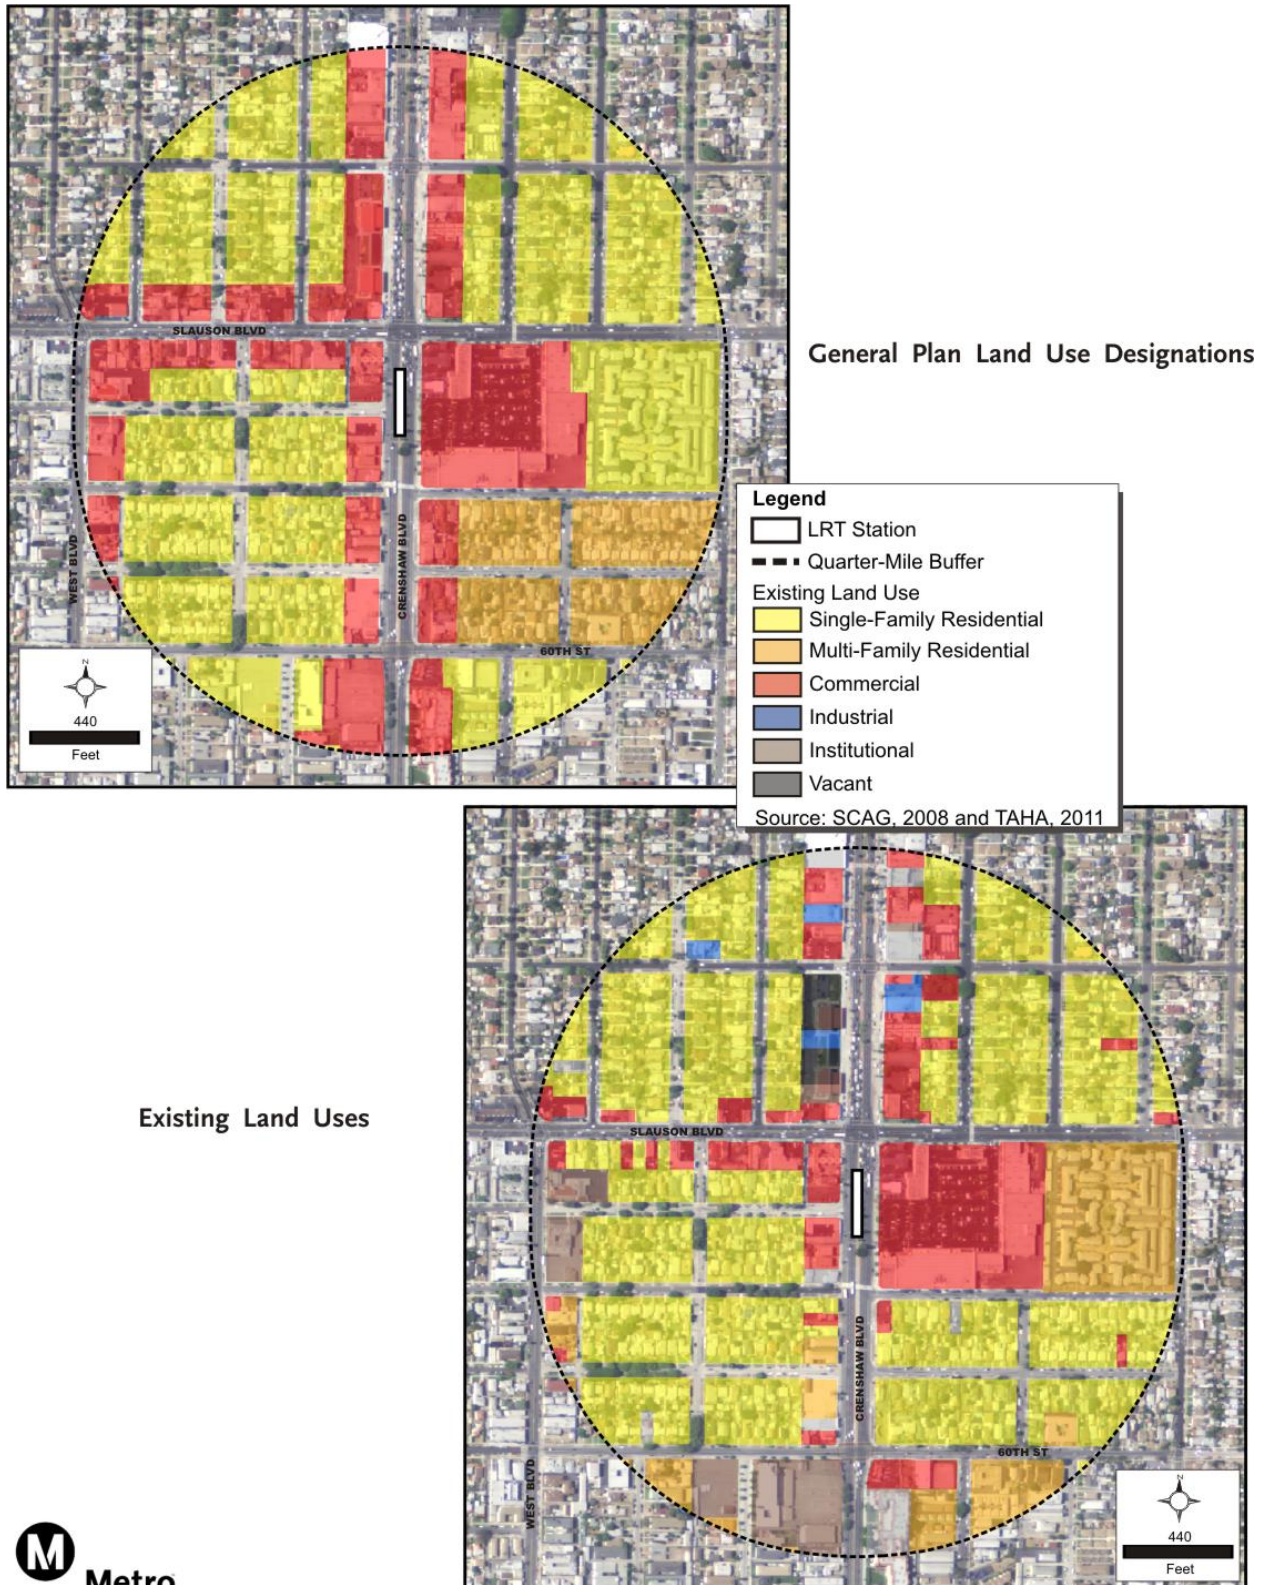 SLAUSON BLVD
General Plan Land Use Designations
WEST BLVD
CRENSHAW BLVD
60TH ST
N
440
Feet
Legend
LRT Station
Quarter-Mile Buffer
Existing Land Use
Single-Family Residential
Multi-Family Residential
Commercial
Industrial
Institutional
Vacant
Source: SCAG, 2008 and TAHA, 2011
Existing Land Uses
SLAUSON BLVD
CRENSHAW BLVD
60TH ST
WEST BLVD
N
440
Feet
M
Metro